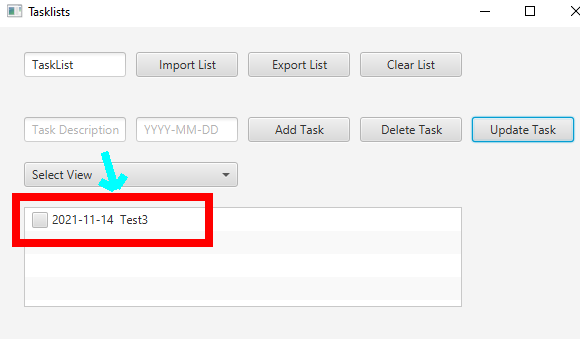 Tasklists
TaskList Import List Export List Clear List
Task Description YYYY-MM-DD Add Task Delete Task Update Task
Select View
2021-11-14 Test3